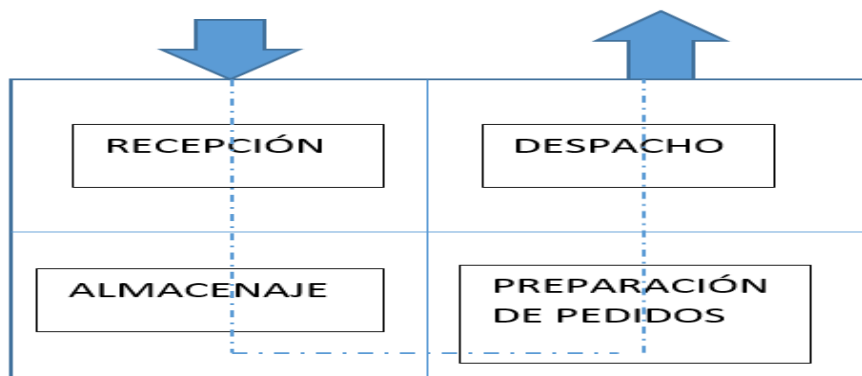 RECEPCIÓN
DESPACHO
ALMACENAJE
PREPARACIÓN
DE PEDIDOS